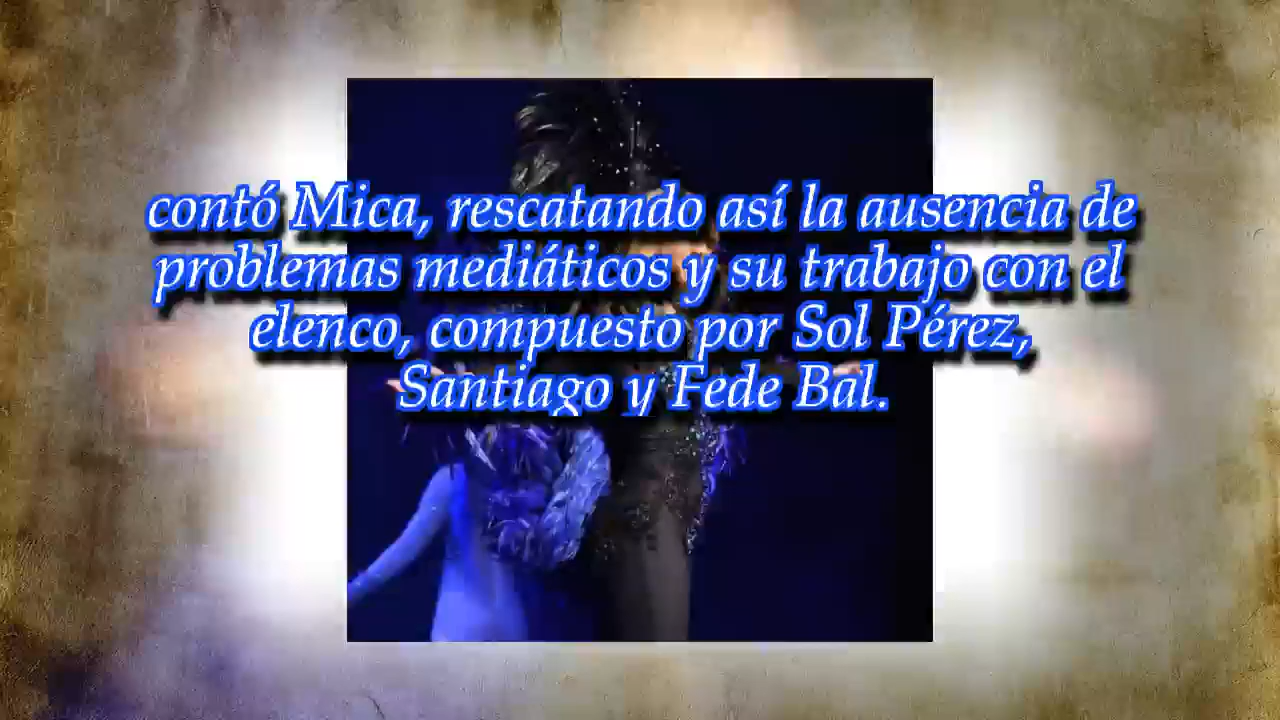 contó Mica, rescatando así la ausencia de
problemas mediáticos y su trabajo con el
elenco, compuesto por Sol Pérez,
Santiago y Fede Bal.